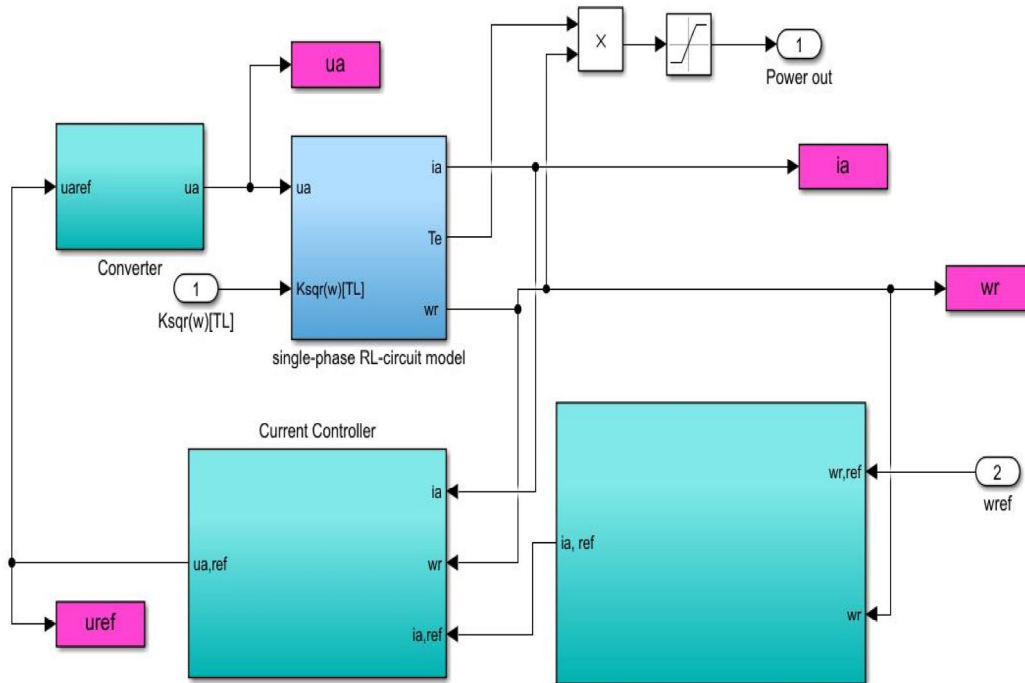 ua
X
1
Power out
uaref
ua
Converter
ua
ia
Te
Ksqr(w)[TL]
wr
single-phase RL-circuit model
ia
1
Ksqr(w)[TL]
wr
Current Controller
ia
ua,ref
wr
ia,ref
wr,ref
ia, ref
wr
2
wref
uref